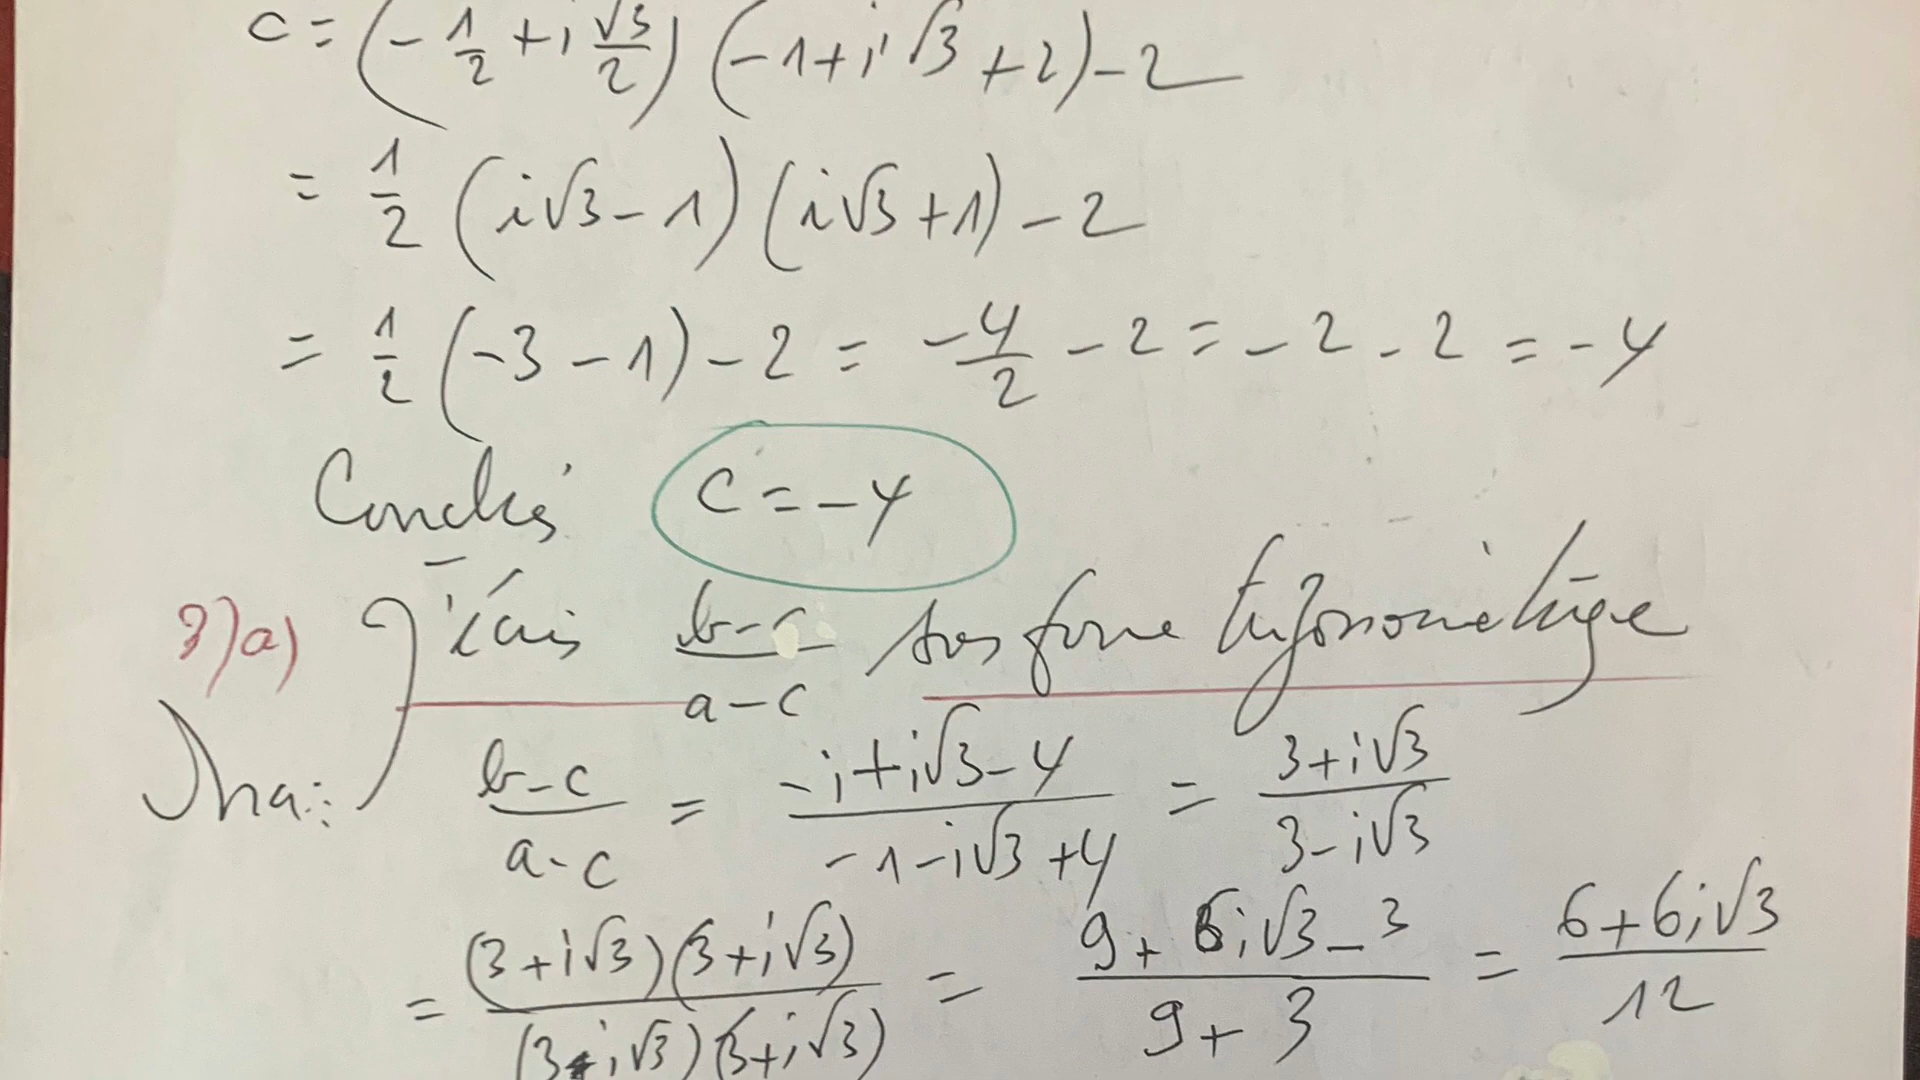 c = (-1/2 + i √3/2) (-1 + i √3 + 2) - 2
= 1/2 (i√3 - 1) (i√3 + 1) - 2
= 1/2 (-3 - 1) - 2 = -4/2 - 2 = -2 - 2 = -4
c = -4
3)a) J'écris (b-c)/(a-c) sous forme trigonométrique
(b-c)/(a-c) = (-i + i√3 - 4)/(-1 - i√3 + 4) = (3 + i√3)/(3 - i√3)
= (3 + i√3)(3 + i√3)/(3 - i√3)(3 + i√3) = (9 + 6i√3 - 3)/(9 + 3) = (6 + 6i√3)/12